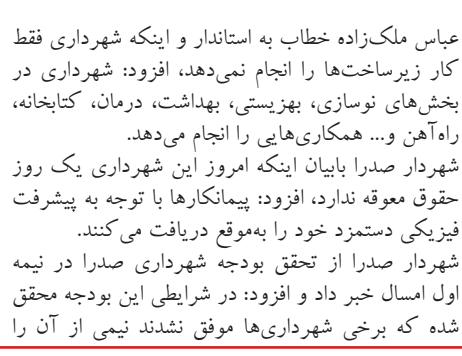 عباس ملک‌زاده خطاب به استاندار و اینکه شهرداری فقط
کار زیرساخت‌ها را انجام نمی‌دهد، افزود: شهرداری در
بخش‌های نوسازی، بهزیستی، بهداشت، درمان، کتابخانه،
راه‌آهن و... همکاری‌هایی را انجام می‌دهد.
شهردار صدرا بابیان اینکه امروز این شهرداری یک روز
حقوق معوقه ندارد، افزود: پیمانکارها با توجه به پیشرفت
فیزیکی دستمزد خود را به‌موقع دریافت می‌کنند.
شهردار صدرا از تحقق بودجه شهرداری صدرا در نیمه
اول امسال خبر داد و افزود: در شرایطی این بودجه محقق
شده که برخی شهرداری‌ها موفق نشدند نیمی از آن را